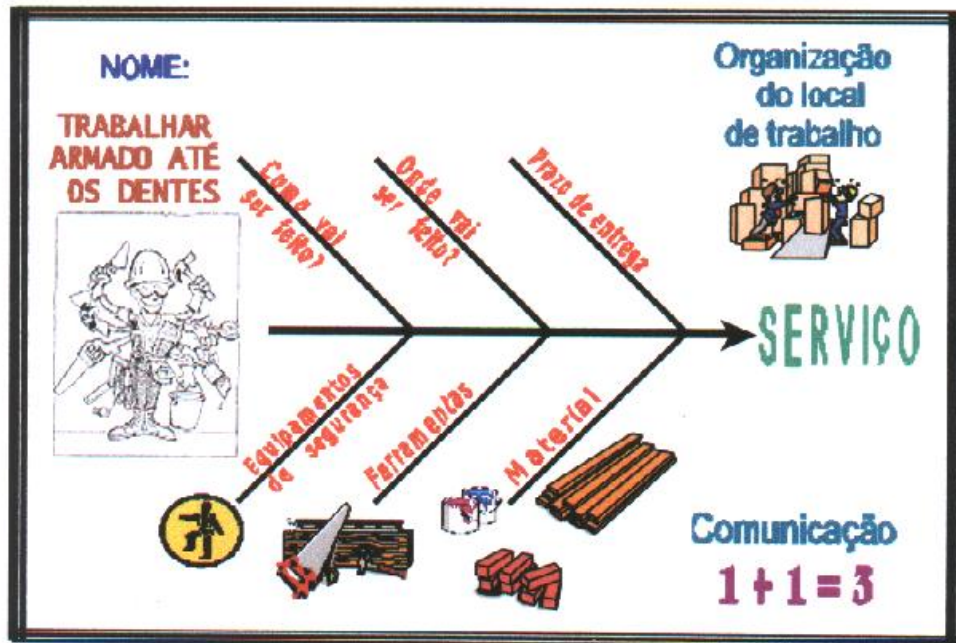 NOME:
TRABALHAR
ARMADO ATÉ
OS DENTES
Como vai
ser feito?
Onde vai
ser feito?
Prazo de entrega
Organização
do local
de trabalho
SERVIÇO
Equipamentos
de segurança
Ferramentas
Material
Comunicação
1 + 1 = 3